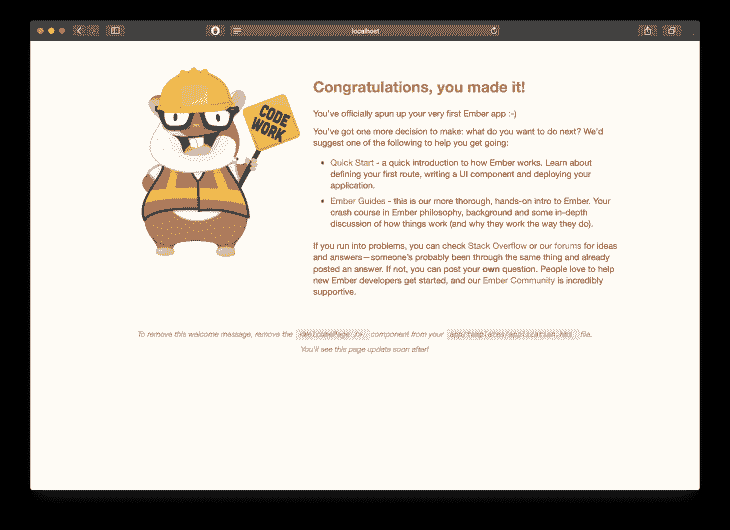 localhost
CODE
WORK
Congratulations, you made it!
You've officially spun up your very first Ember app :-)
You've got one more decision to make: what do you want to do next? We'd
suggest one of the following to help you get going:
• Quick Start - a quick introduction to how Ember works. Learn about
defining your first route, writing a UI component and deploying your
application.
• Ember Guides - this is our more thorough, hands-on intro to Ember. Your
crash course in Ember philosophy, background and some in-depth
discussion of how things work (and why they work the way they do).
If you run into problems, you can check Stack Overflow or our forums for ideas
and answers—someone's probably been through the same thing and already
posted an answer. If not, you can post your own question. People love to help
new Ember developers get started, and our Ember Community is incredibly
supportive.
To remove this welcome message, remove the <WelcomePage /> component from your app/templates/application.hbs file.
You'll see this page update soon after!